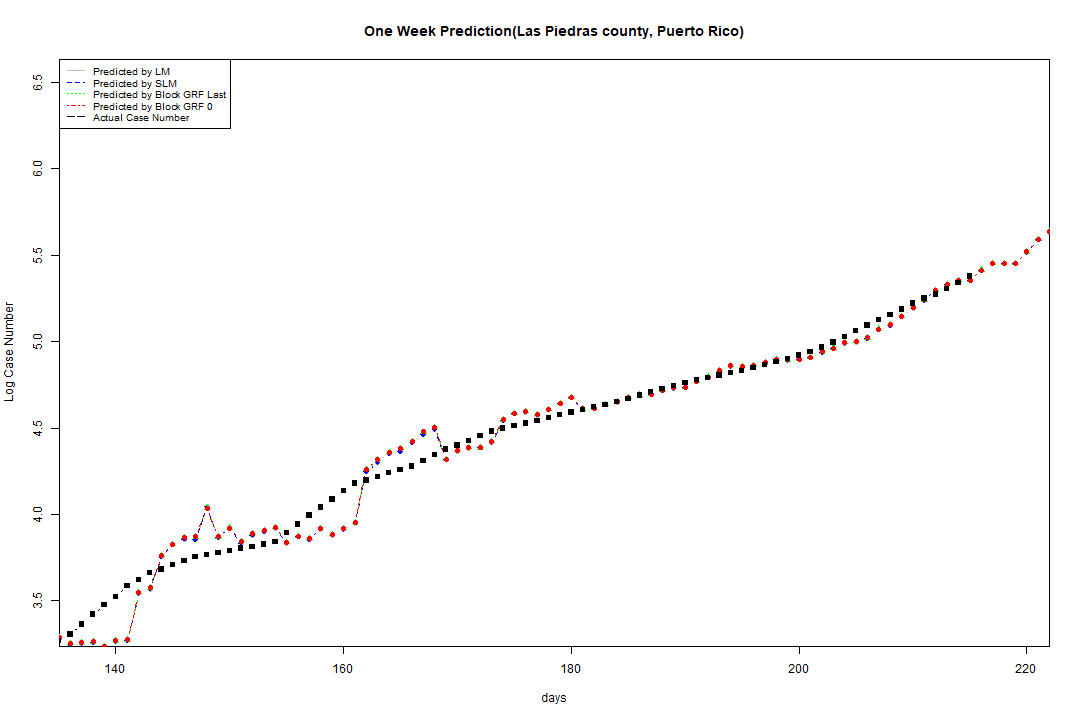 One Week Prediction(Las Piedras county, Puerto Rico)
Predicted by LM
Predicted by SLM
Predicted by Block GRF Last
Predicted by Block GRF 0
Actual Case Number
6.5
6.0
5.5
5.0
4.5
4.0
3.5
Log Case Number
140 160 180 200 220
days